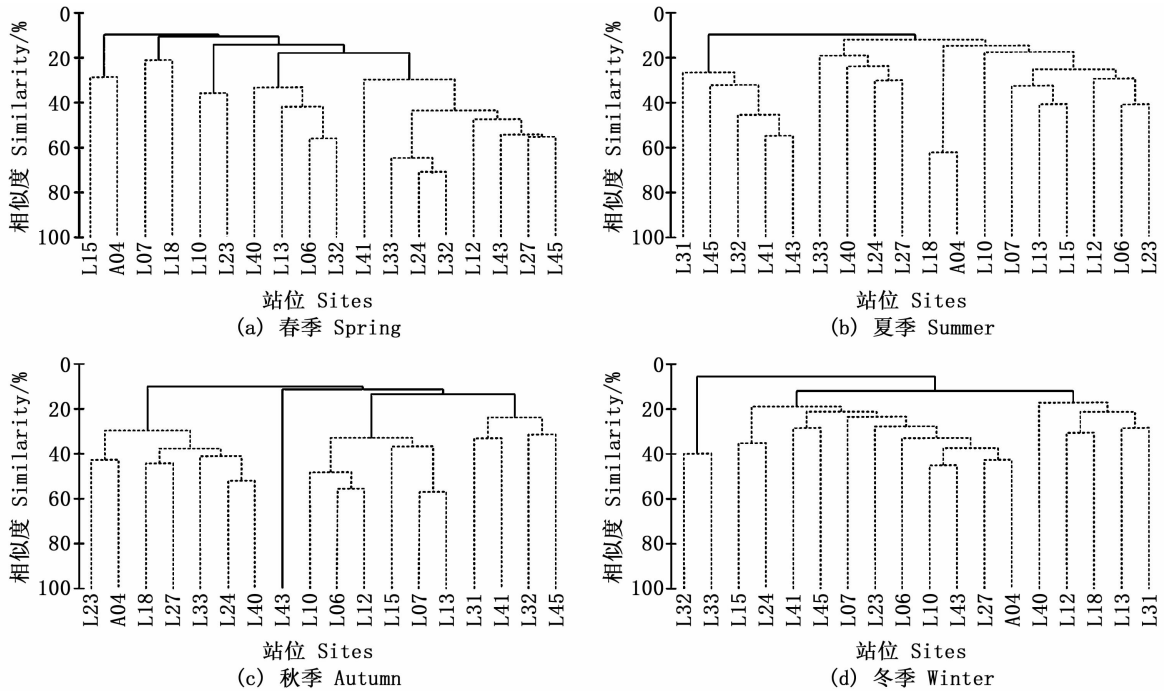 相似度 Similarity/%
0
20
40
60
80
100
L15 A04 L07 L18 L10 L23 L40 L13 L06 L32 L41 L33 L24 L32 L12 L43 L27 L45
站位 Sites
(a) 春季 Spring
相似度 Similarity/%
0
20
40
60
80
100
L31 L45 L32 L41 L43 L33 L40 L24 L27 L18 A04 L10 L07 L13 L15 L12 L06 L23
站位 Sites
(b) 夏季 Summer
相似度 Similarity/%
0
20
40
60
80
100
L23 A04 L18 L27 L33 L24 L40 L43 L10 L06 L12 L15 L07 L13 L31 L41 L32 L45
站位 Sites
(c) 秋季 Autumn
相似度 Similarity/%
0
20
40
60
80
100
L32 L33 L15 L24 L41 L45 L07 L23 L06 L10 L43 L27 A04 L40 L12 L18 L13 L31
站位 Sites
(d) 冬季 Winter